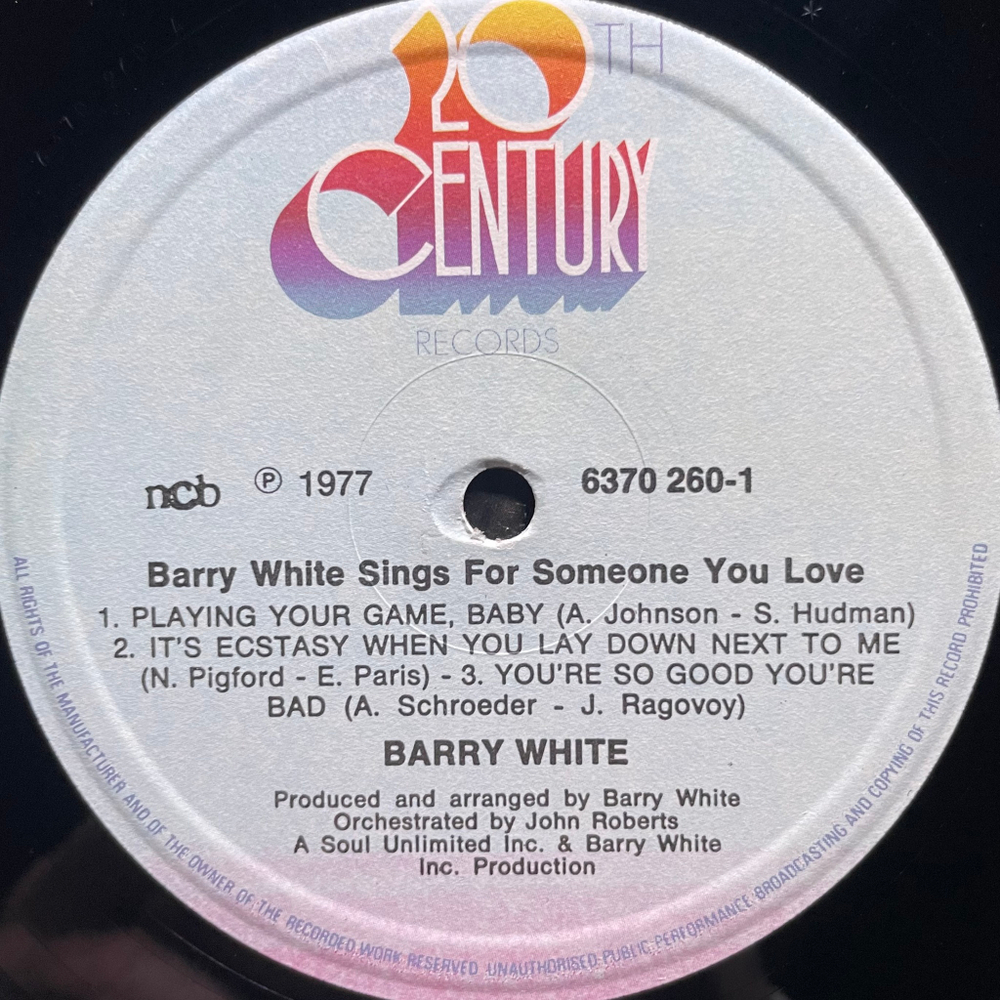 20TH
CENTURY
RECORDS
ncb ℗ 1977 6370 260-1
Barry White Sings For Someone You Love
1. PLAYING YOUR GAME, BABY (A. Johnson - S. Hudman)
2. IT'S ECSTASY WHEN YOU LAY DOWN NEXT TO ME
(N. Pigford - E. Paris) - 3. YOU'RE SO GOOD YOU'RE
BAD (A. Schroeder - J. Ragovoy)
BARRY WHITE
Produced and arranged by Barry White
Orchestrated by John Roberts
A Soul Unlimited Inc. & Barry White
Inc. Production
ALL RIGHTS OF THE MANUFACTURER AND OF THE OWNER OF THE RECORDED WORK RESERVED UNAUTHORISED PUBLIC PERFORMANCE BROADCASTING AND COPYING OF THIS RECORD PROHIBITED